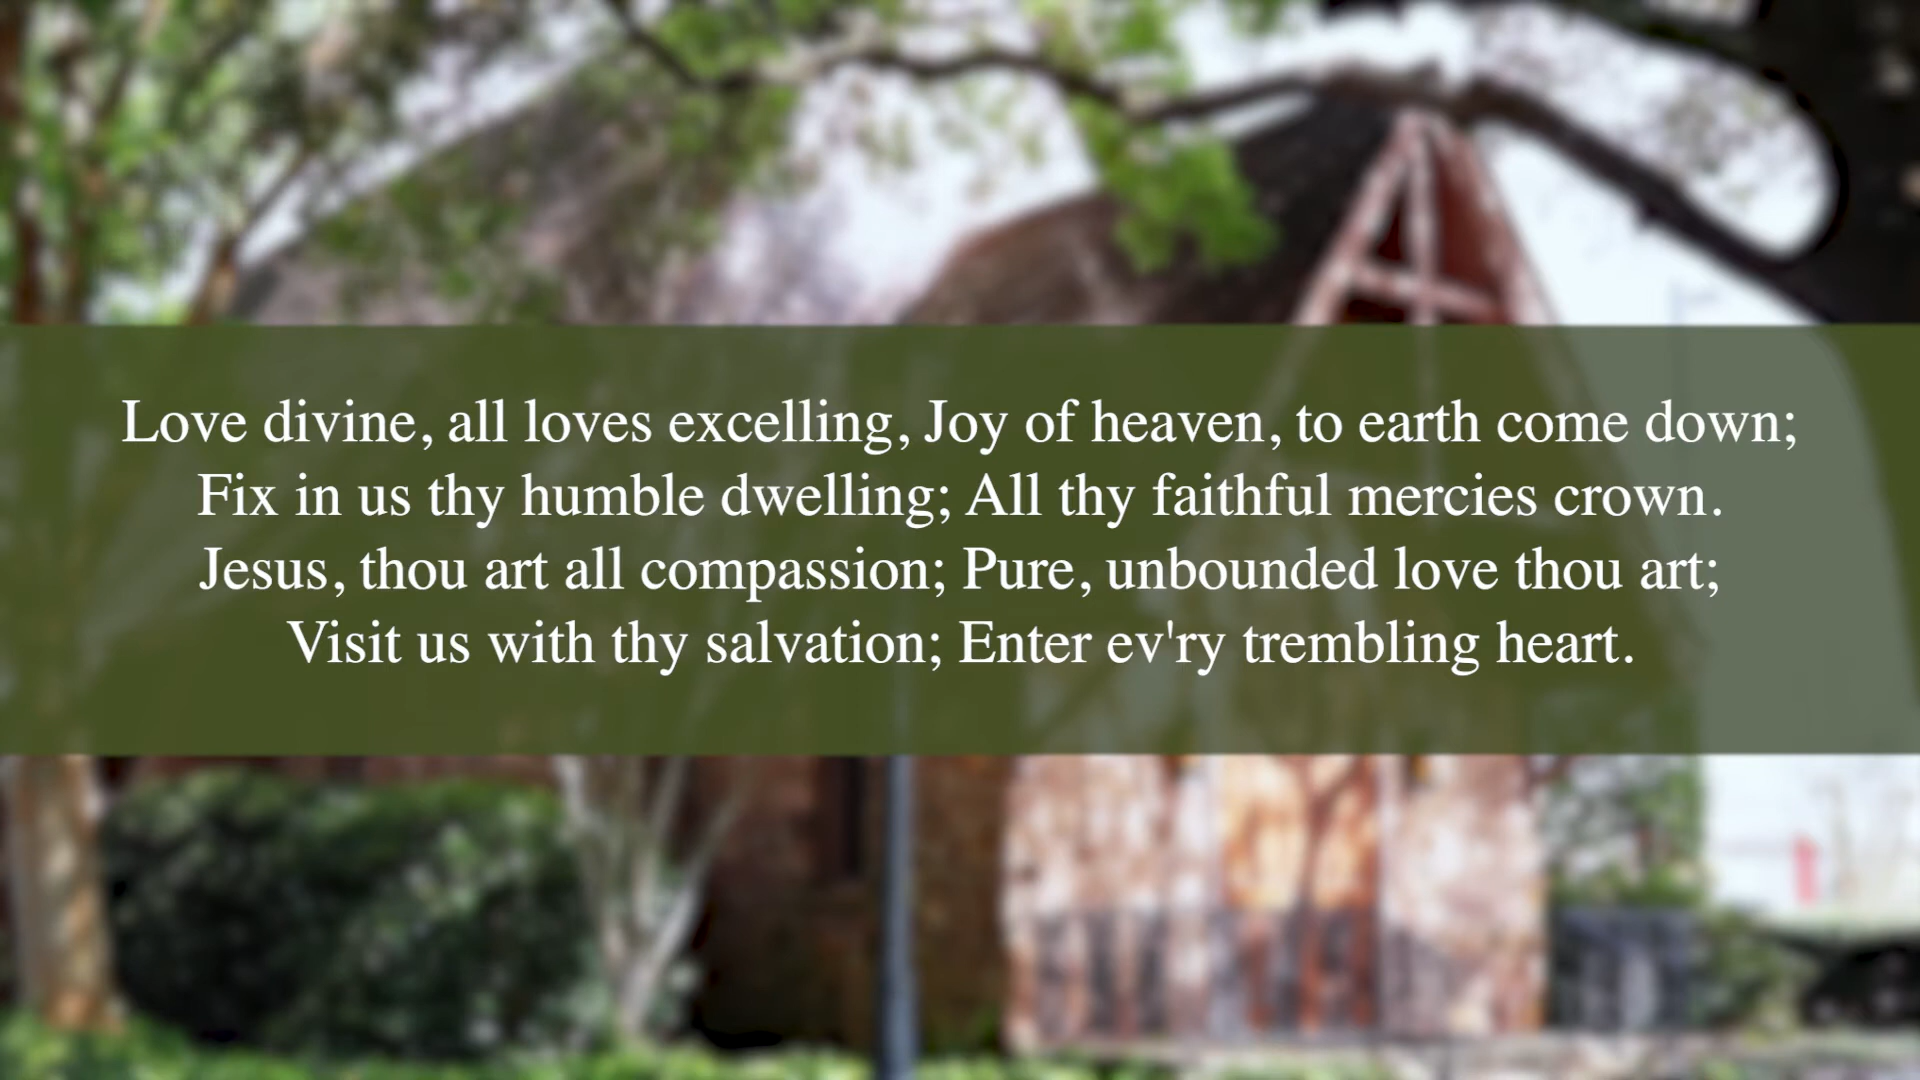 Love divine, all loves excelling, Joy of heaven, to earth come down;
Fix in us thy humble dwelling; All thy faithful mercies crown.
Jesus, thou art all compassion; Pure, unbounded love thou art;
Visit us with thy salvation; Enter ev'ry trembling heart.